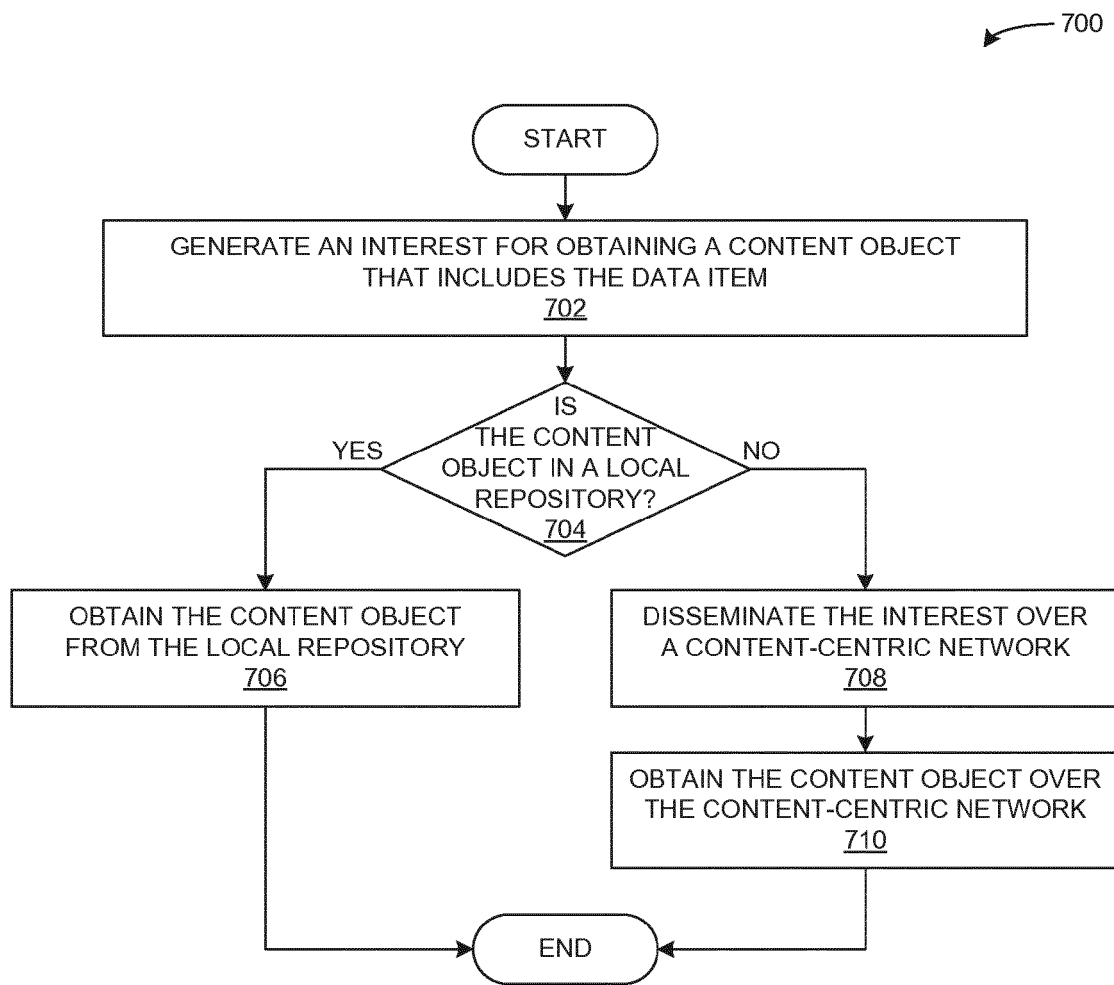 700
START
GENERATE AN INTEREST FOR OBTAINING A CONTENT OBJECT
THAT INCLUDES THE DATA ITEM
702
IS
THE CONTENT
OBJECT IN A LOCAL
REPOSITORY?
704
YES
NO
OBTAIN THE CONTENT OBJECT
FROM THE LOCAL REPOSITORY
706
DISSEMINATE THE INTEREST OVER
A CONTENT-CENTRIC NETWORK
708
OBTAIN THE CONTENT OBJECT OVER
THE CONTENT-CENTRIC NETWORK
710
END